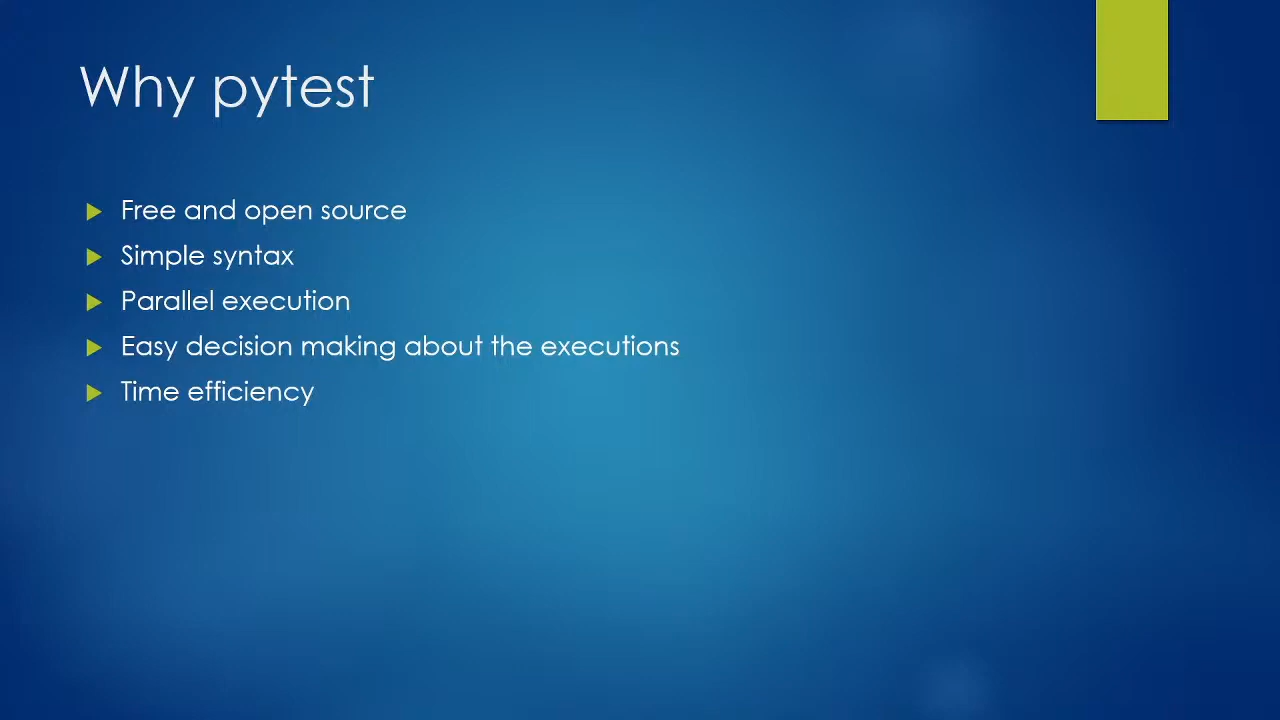 Why pytest
Free and open source
Simple syntax
Parallel execution
Easy decision making about the executions
Time efficiency